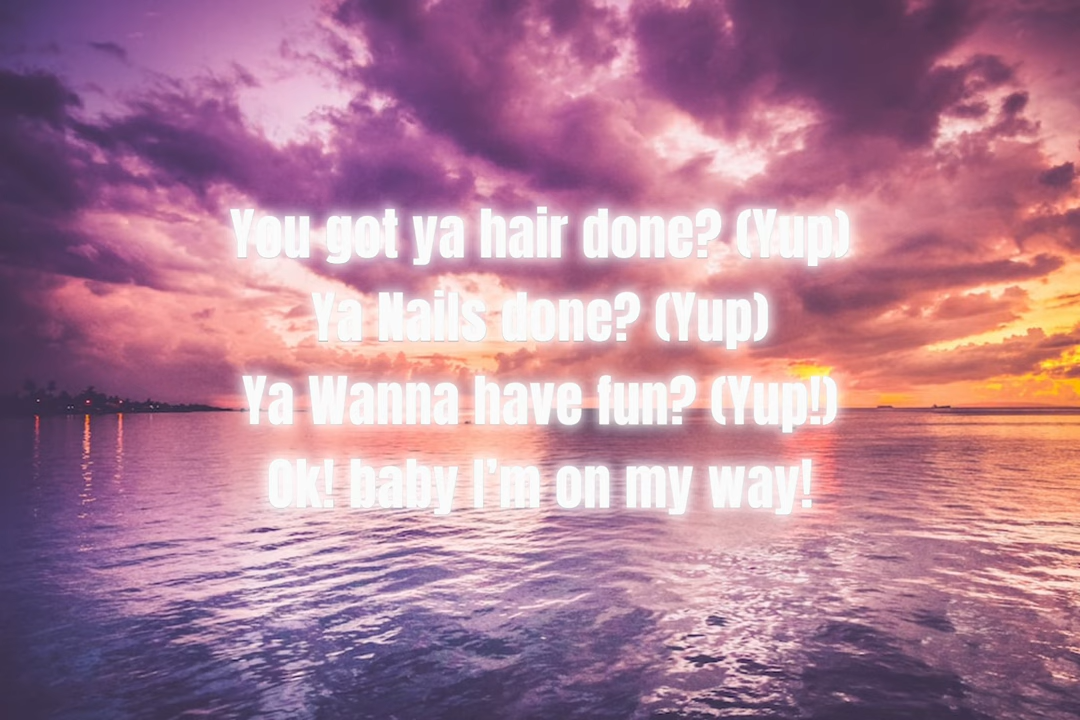 You got ya hair done? (Yup)
Ya Nails done? (Yup)
Ya Wanna have fun? (Yup!)
Ok! baby I'm on my way!